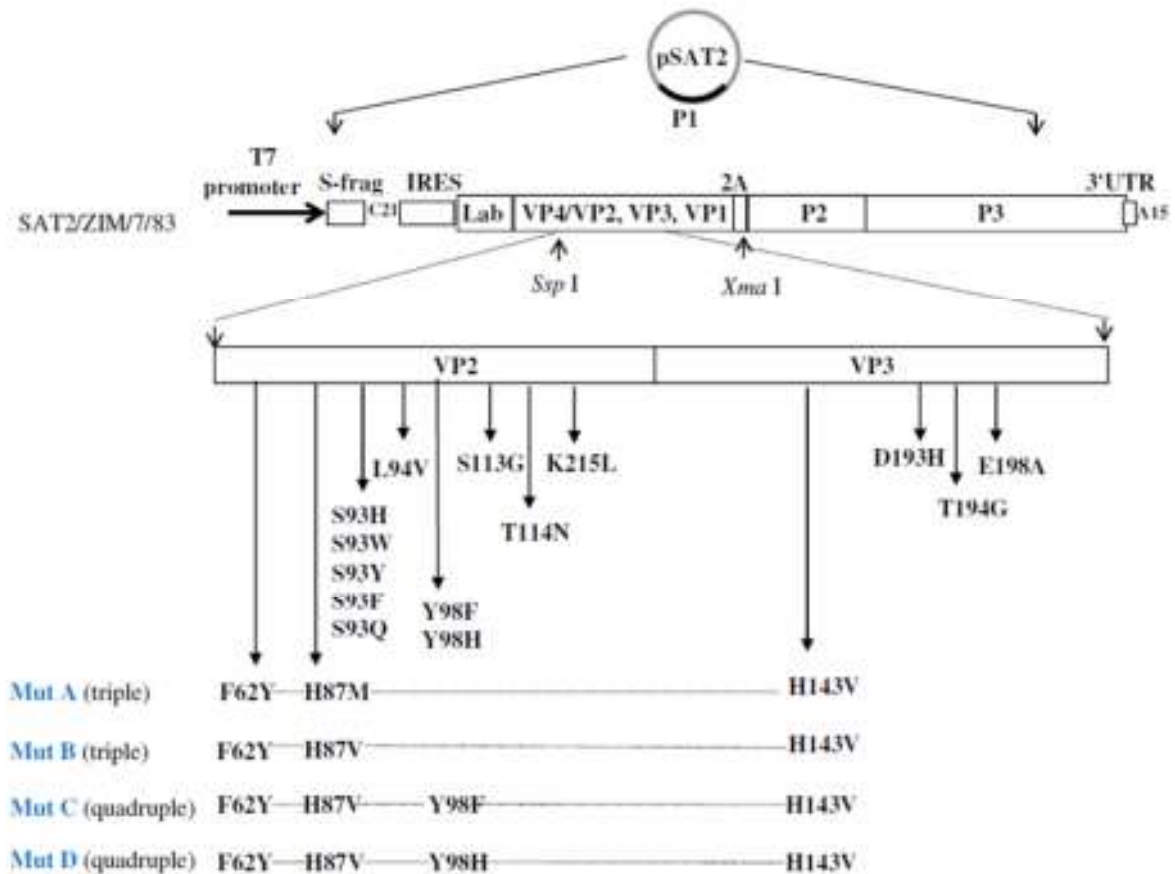 pSAT2
P1
T7
promoter S-frag IRES 2A 3'UTR
SAT2/ZIM/7/83 C21 Lab VP4/VP2, VP3, VP1 P2 P3 A15
Ssp I Xma I
VP2 VP3
L94V S113G K215L D193H E198A
S93H T114N T194G
S93W
S93Y
S93F Y98F
S93Q Y98H
Mut A (triple) F62Y H87M H143V
Mut B (triple) F62Y H87V H143V
Mut C (quadruple) F62Y H87V Y98F H143V
Mut D (quadruple) F62Y H87V Y98H H143V